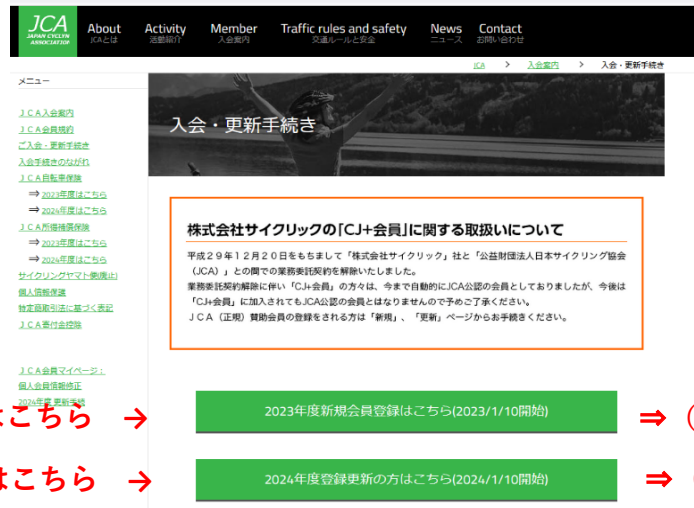 JCA
JAPAN CYCLING
ASSOCIATION
About
JCAとは
Activity
活動紹介
Member
入会案内
Traffic rules and safety
交通ルールと安全
News
ニュース
Contact
お問い合わせ
JCA > 入会案内 > 入会・更新手続き
メニュー
ＪＣＡ入会案内
ＪＣＡ会員規約
ご入会・更新手続き
入会手続きのながれ
ＪＣＡ自転車保険
⇒ 2023年度はこちら
⇒ 2024年度はこちら
ＪＣＡ所得補償保険
⇒ 2023年度はこちら
⇒ 2024年度はこちら
サイクリングヤマト便(廃止)
個人情報保護
特定商取引法に基づく表記
ＪＣＡ寄付金控除
ＪＣＡ会員マイページ：
個人会員情報修正
2024年度 更新手続
入会・更新手続き
株式会社サイクリックの｢CJ+会員｣に関する取扱いについて
平成２９年１２月２０日をもちまして「株式会社サイクリック」社と「公益財団法人日本サイクリング協会
（JCA）」との間での業務委託契約を解除いたしました。
業務委託契約解除に伴い「CJ+会員」の方々は、今まで自動的にJCA公認の会員としておりましたが、今後は
「CJ+会員」に加入されてもJCA公認の会員とはなりませんので予めご了承ください。
ＪＣＡ（正規）賛助会員の登録をされる方は「新規」、「更新」ページからお手続きください。
はこちら →
2023年度新規会員登録はこちら(2023/1/10開始)
⇒ (
はこちら →
2024年度登録更新の方はこちら(2024/1/10開始)
⇒